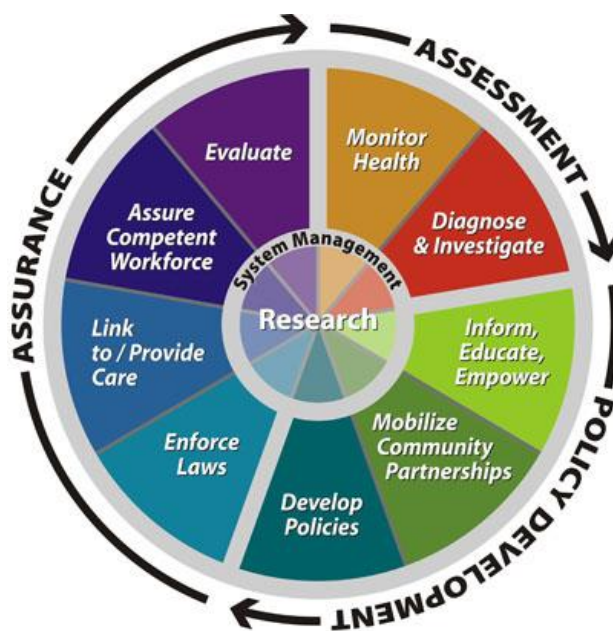 ASSESSMENT
Monitor
Health
Diagnose
& Investigate
POLICY DEVELOPMENT
Inform,
Educate,
Empower
Mobilize
Community
Partnerships
Develop
Policies
ASSURANCE
Enforce
Laws
Link
to / Provide
Care
Assure
Competent
Workforce
Evaluate
System Management
Research